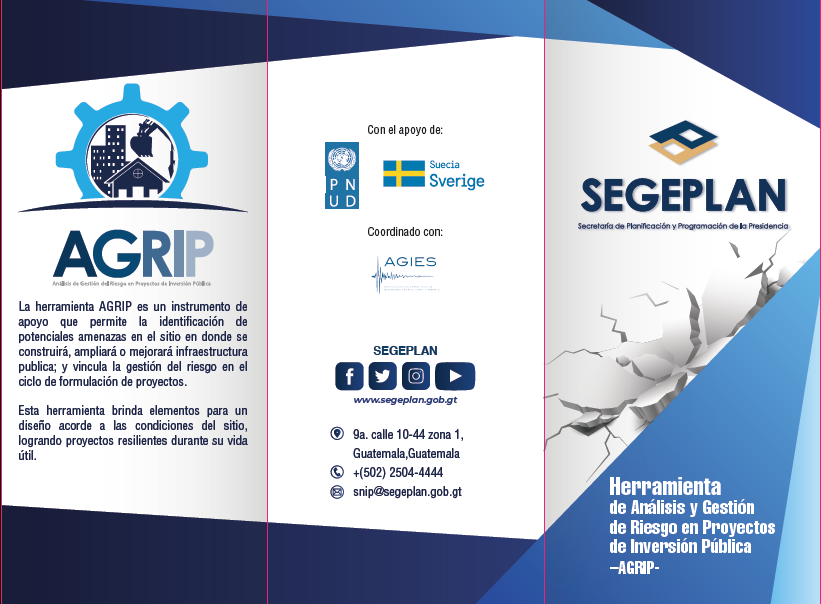 AGRIP
Análisis de Gestión del Riesgo en Proyectos de Inversión Pública
La herramienta AGRIP es un instrumento de
apoyo que permite la identificación de
potenciales amenazas en el sitio en donde se
construirá, ampliará o mejorará infraestructura
publica; y vincula la gestión del riesgo en el
ciclo de formulación de proyectos.
Esta herramienta brinda elementos para un
diseño acorde a las condiciones del sitio,
logrando proyectos resilientes durante su vida
útil.
Con el apoyo de:
P N
U D
Suecia
Sverige
Coordinado con:
AGIES
SEGEPLAN
www.segeplan.gob.gt
9a. calle 10-44 zona 1,
Guatemala,Guatemala
+(502) 2504-4444
snip@segeplan.gob.gt
SEGEPLAN
Secretaría de Planificación y Programación de la Presidencia
Herramienta
de Análisis y Gestión
de Riesgo en Proyectos
de Inversión Pública
–AGRIP-